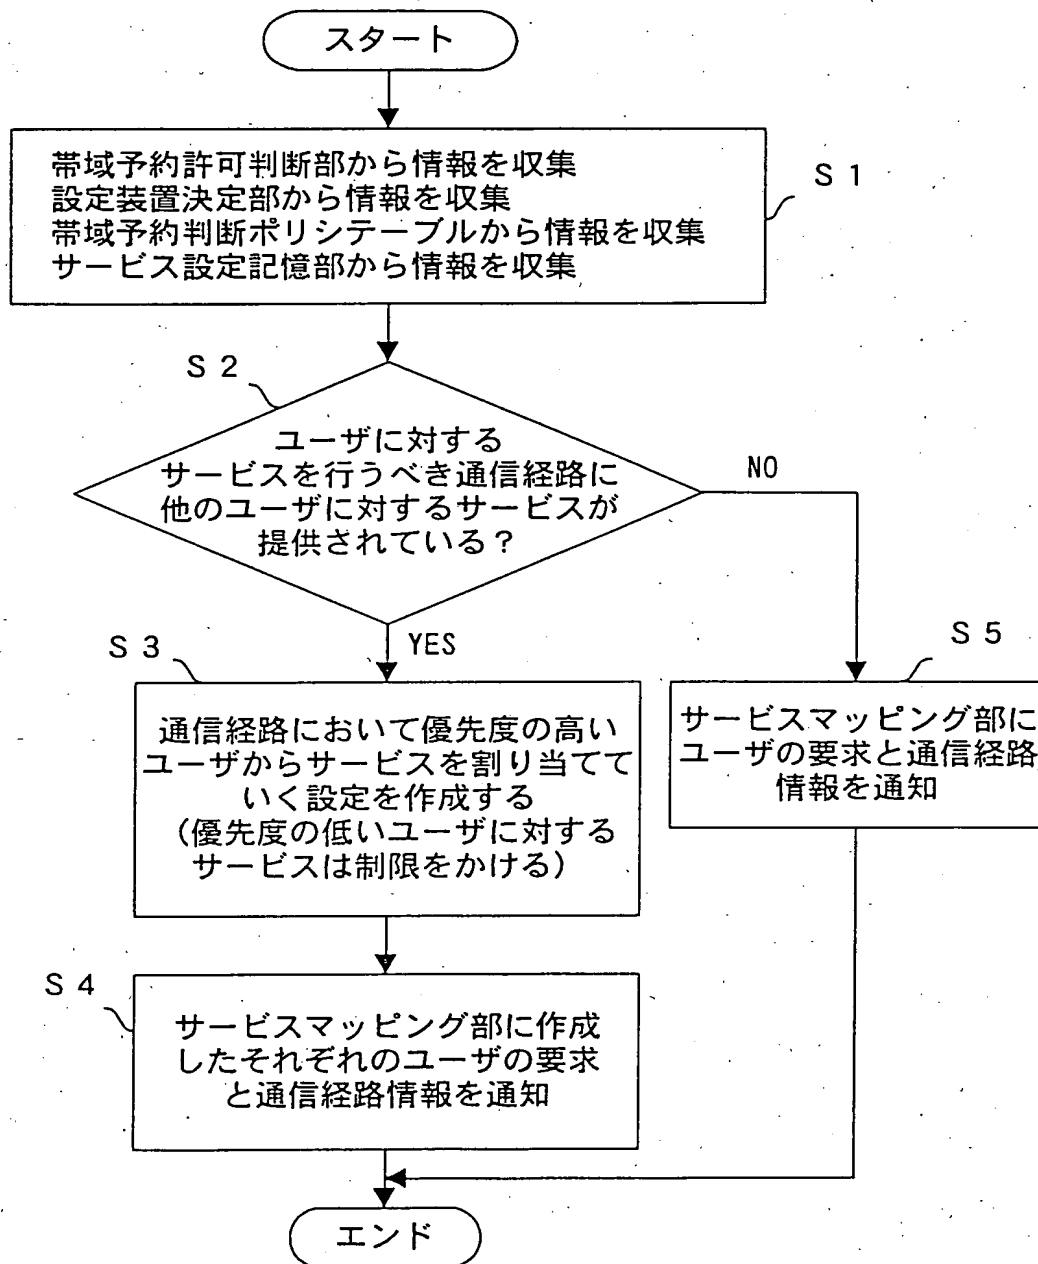 スタート
帯域予約許可判断部から情報を収集
設定装置決定部から情報を収集
帯域予約判断ポリシテーブルから情報を収集
サービス設定記憶部から情報を収集
S1
S2
ユーザに対する
サービスを行うべき通信経路に
他のユーザに対するサービスが
提供されている？
NO
YES
S3
通信経路において優先度の高い
ユーザからサービスを割り当てて
いく設定を作成する
（優先度の低いユーザに対する
サービスは制限をかける）
S5
サービスマッピング部に
ユーザの要求と通信経路
情報を通知
S4
サービスマッピング部に作成
したそれぞれのユーザの要求
と通信経路情報を通知
エンド